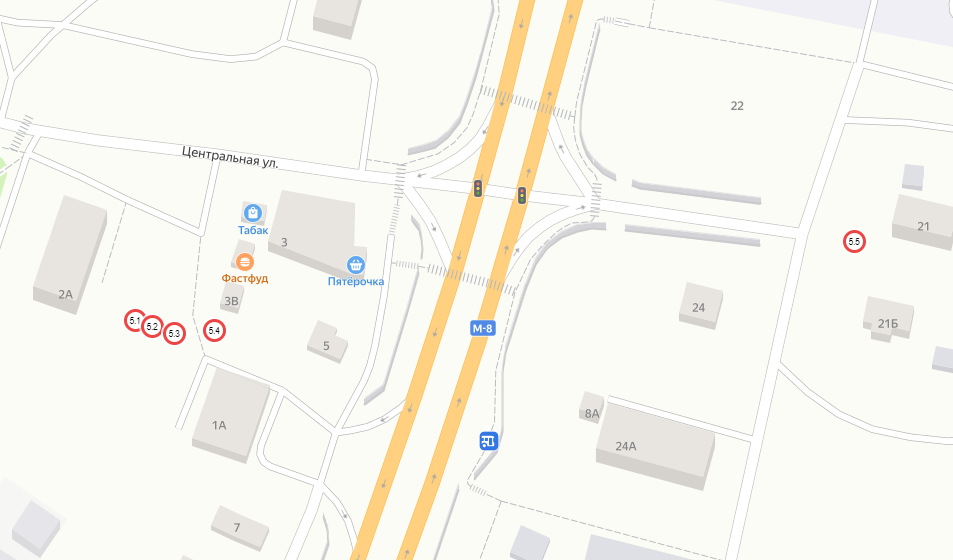 22
Центральная ул.
Табак
3
21
5.5
Фастфуд
Пятёрочка
2А
3В
24
21Б
5.1
5.2
5.3
5.4
М-8
5
8А
1А
24А
7